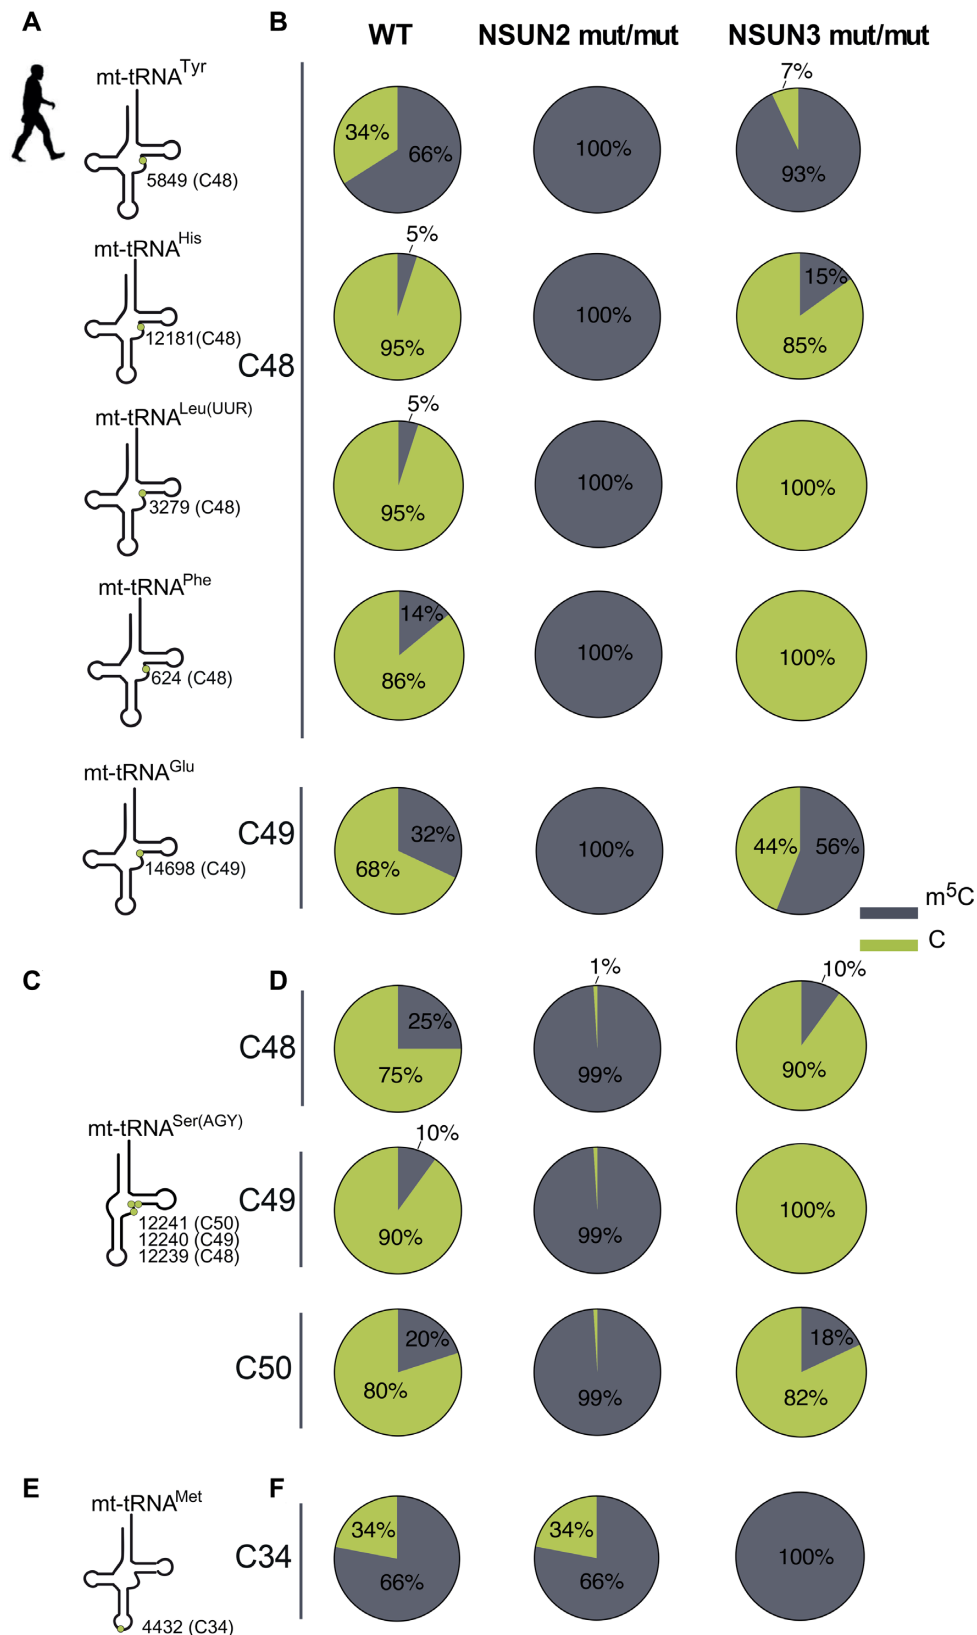 A
B
WT
NSUN2 mut/mut
NSUN3 mut/mut
mt-tRNATyr
5849 (C48)
34%
66%
100%
7%
93%
mt-tRNAHis
12181(C48)
C48
5%
95%
100%
15%
85%
mt-tRNALeu(UUR)
3279 (C48)
5%
95%
100%
100%
mt-tRNAPhe
624 (C48)
14%
86%
100%
100%
mt-tRNAGlu
14698 (C49)
C49
32%
68%
100%
44%
56%
m5C
C
C
D
C48
25%
75%
1%
99%
10%
90%
mt-tRNASer(AGY)
12241 (C50)
12240 (C49)
12239 (C48)
C49
10%
90%
99%
100%
C50
20%
80%
99%
18%
82%
E
F
mt-tRNAMet
4432 (C34)
C34
34%
66%
34%
66%
100%